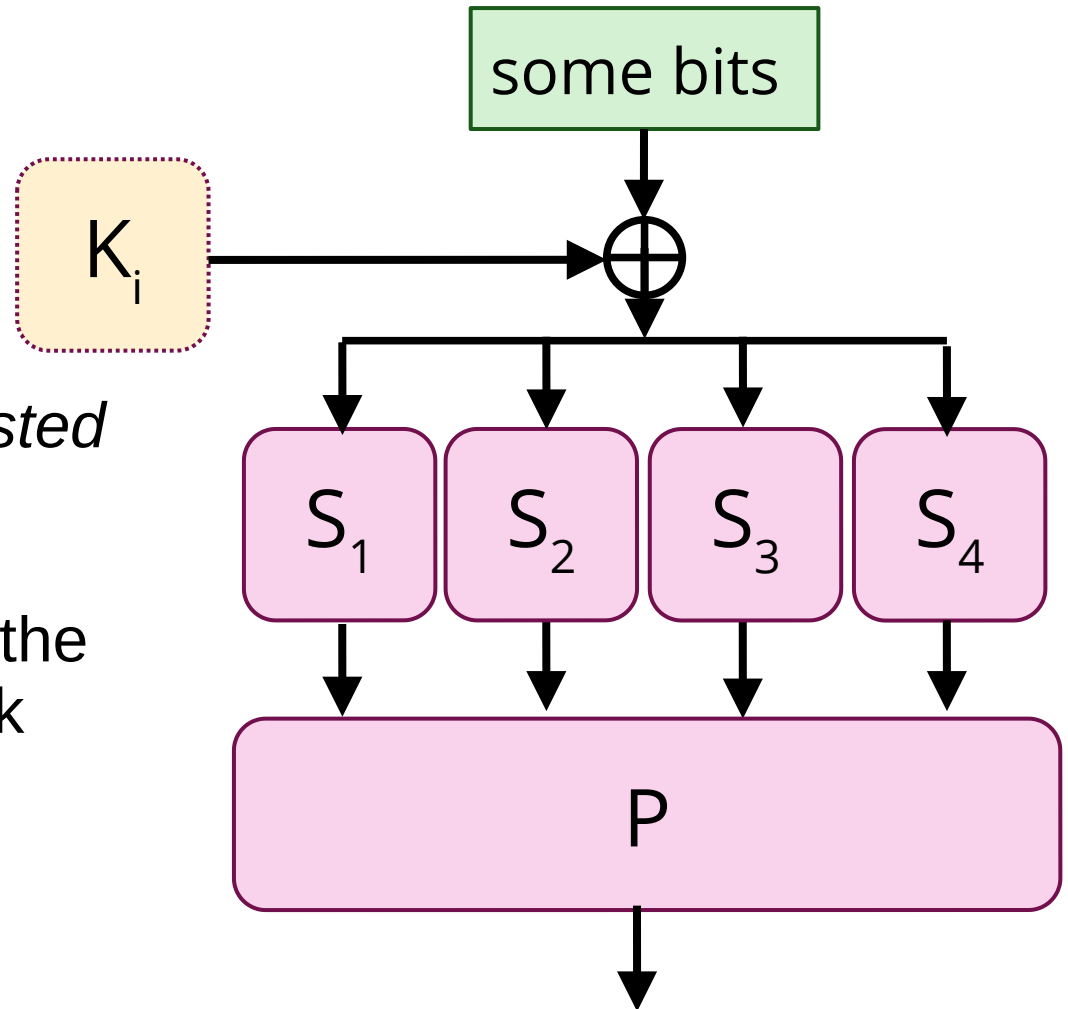 some bits
Kᵢ
sted
S₁ S₂ S₃ S₄
the
k
P